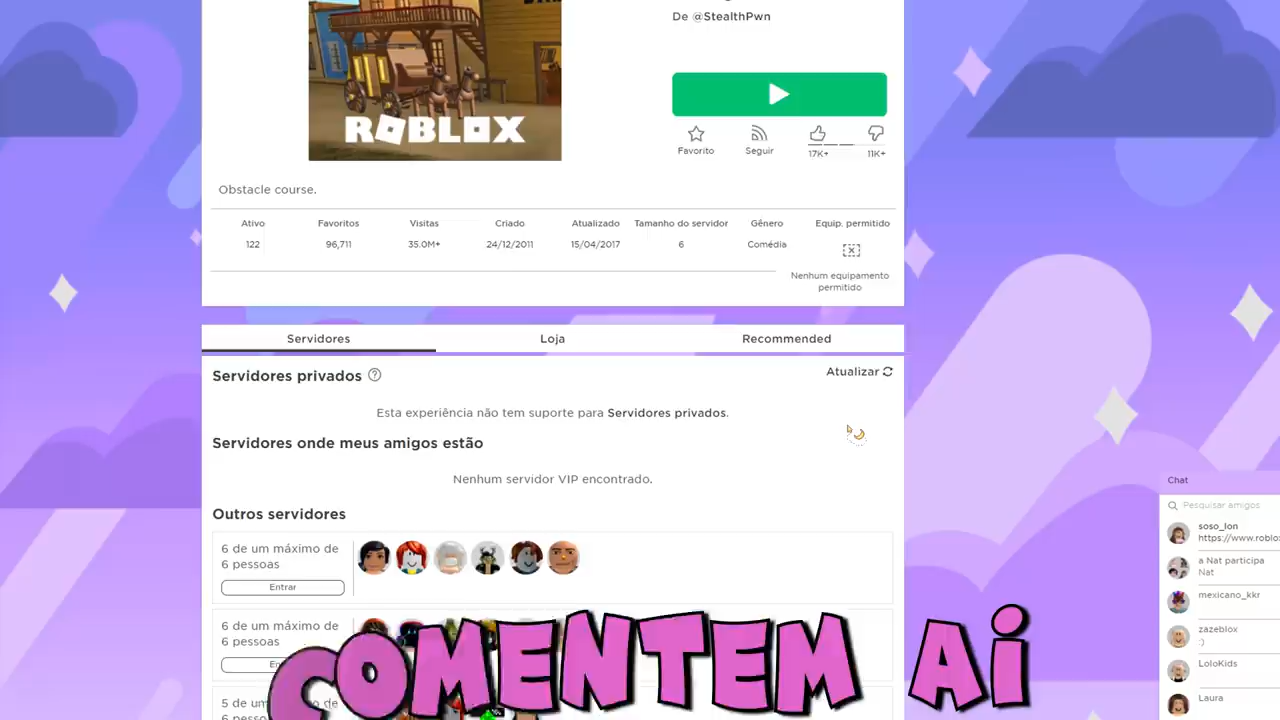 De @StealthPwn
ROBLOX
Favorito
Seguir
17K+
11K+
Obstacle course.
Ativo
Favoritos
Visitas
Criado
Atualizado
Tamanho do servidor
Gênero
Equip. permitido
122
96,711
35.0M+
24/12/2011
15/04/2017
6
Comédia
Nenhum equipamento
permitido
Servidores
Loja
Recommended
Servidores privados
Atualizar
Esta experiência não tem suporte para Servidores privados.
Servidores onde meus amigos estão
Nenhum servidor VIP encontrado.
Outros servidores
6 de um máximo de
6 pessoas
Entrar
6 de um máximo de
6 pessoas
5 de um
Chat
Pesquisar amigos
soso_lon
https://www.roblo
a Nat participa
Nat
mexicano_kkr
zazeblox
:)
LoloKids
Laura
COMENTEM Ai